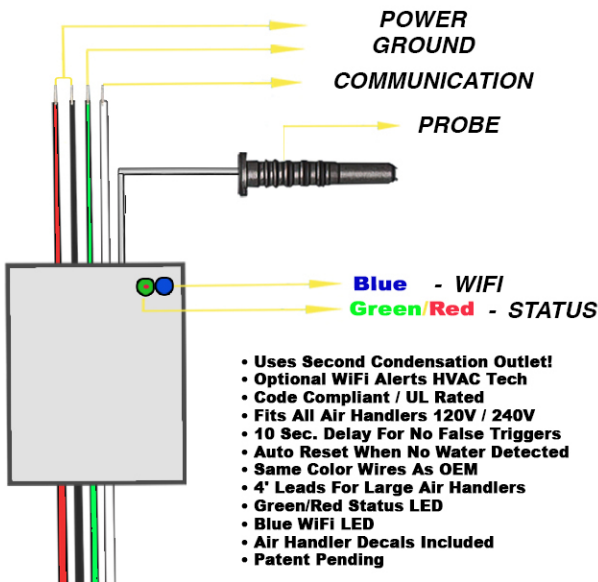 POWER
GROUND
COMMUNICATION
PROBE
Blue - WIFI
Green/Red - STATUS
• Uses Second Condensation Outlet!
• Optional WiFi Alerts HVAC Tech
• Code Compliant / UL Rated
• Fits All Air Handlers 120V / 240V
• 10 Sec. Delay For No False Triggers
• Auto Reset When No Water Detected
• Same Color Wires As OEM
• 4' Leads For Large Air Handlers
• Green/Red Status LED
• Blue WiFi LED
• Air Handler Decals Included
• Patent Pending